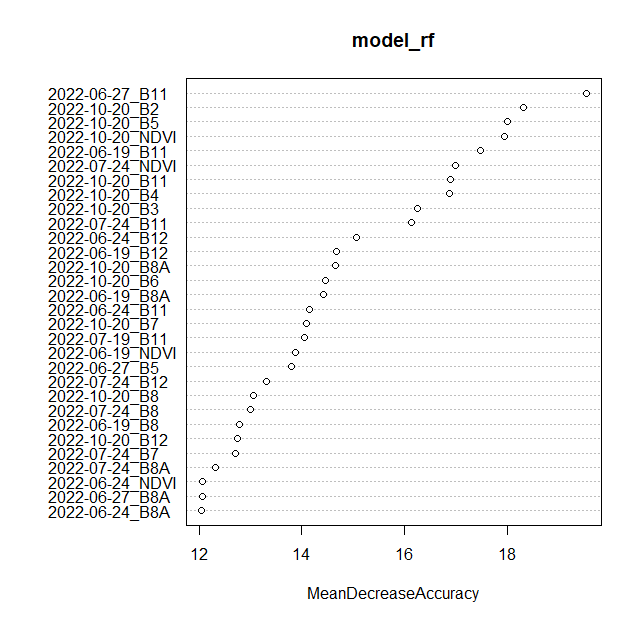 model_rf
2022-06-27_B11
2022-10-20_B2
2022-10-20_B5
2022-10-20_NDVI
2022-06-19_B11
2022-07-24_NDVI
2022-10-20_B11
2022-10-20_B4
2022-10-20_B3
2022-07-24_B11
2022-06-24_B12
2022-06-19_B12
2022-10-20_B8A
2022-10-20_B6
2022-06-19_B8A
2022-06-24_B11
2022-10-20_B7
2022-07-19_B11
2022-06-19_NDVI
2022-06-27_B5
2022-07-24_B12
2022-10-20_B8
2022-07-24_B8
2022-06-19_B8
2022-10-20_B12
2022-07-24_B7
2022-07-24_B8A
2022-06-24_NDVI
2022-06-27_B8A
2022-06-24_B8A
12 14 16 18
MeanDecreaseAccuracy